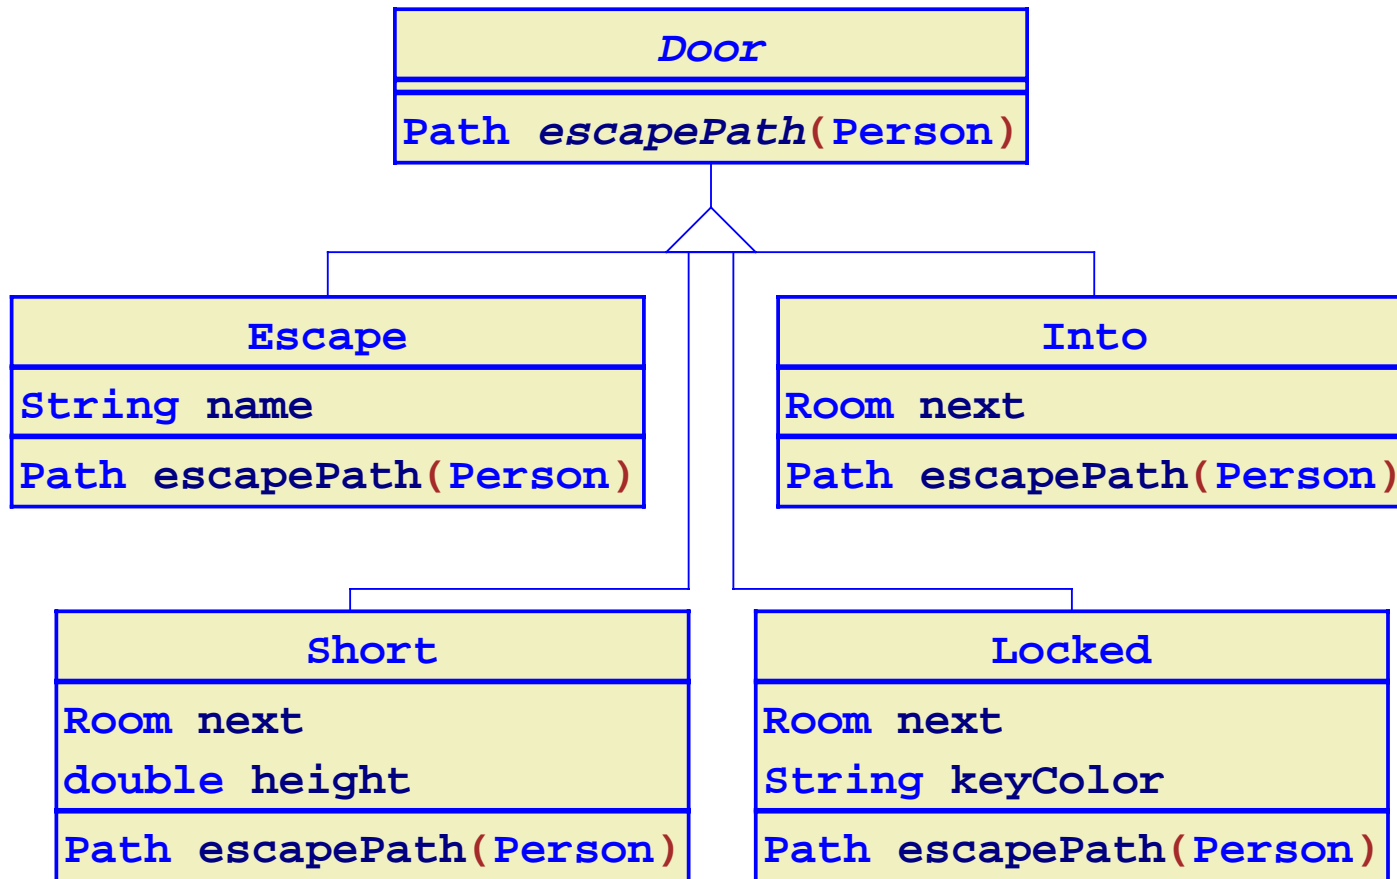 Door
Path escapePath(Person)
Escape
String name
Path escapePath(Person)
Into
Room next
Path escapePath(Person)
Short
Room next
double height
Path escapePath(Person)
Locked
Room next
String keyColor
Path escapePath(Person)